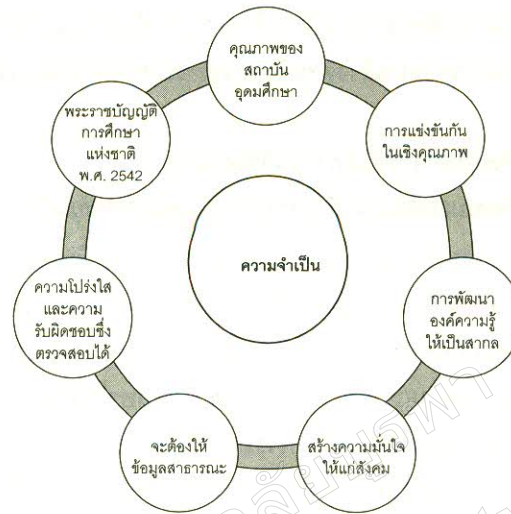 คุณภาพของ
สถาบัน
อุดมศึกษา
การแข่งขันกัน
ในเชิงคุณภาพ
การพัฒนา
องค์ความรู้
ให้เป็นสากล
สร้างความมั่นใจ
ให้แก่สังคม
จะต้องให้
ข้อมูลสาธารณะ
ความโปร่งใส
และความ
รับผิดชอบซึ่ง
ตรวจสอบได้
พระราชบัญญัติ
การศึกษา
แห่งชาติ
พ.ศ. 2542
ความจำเป็น